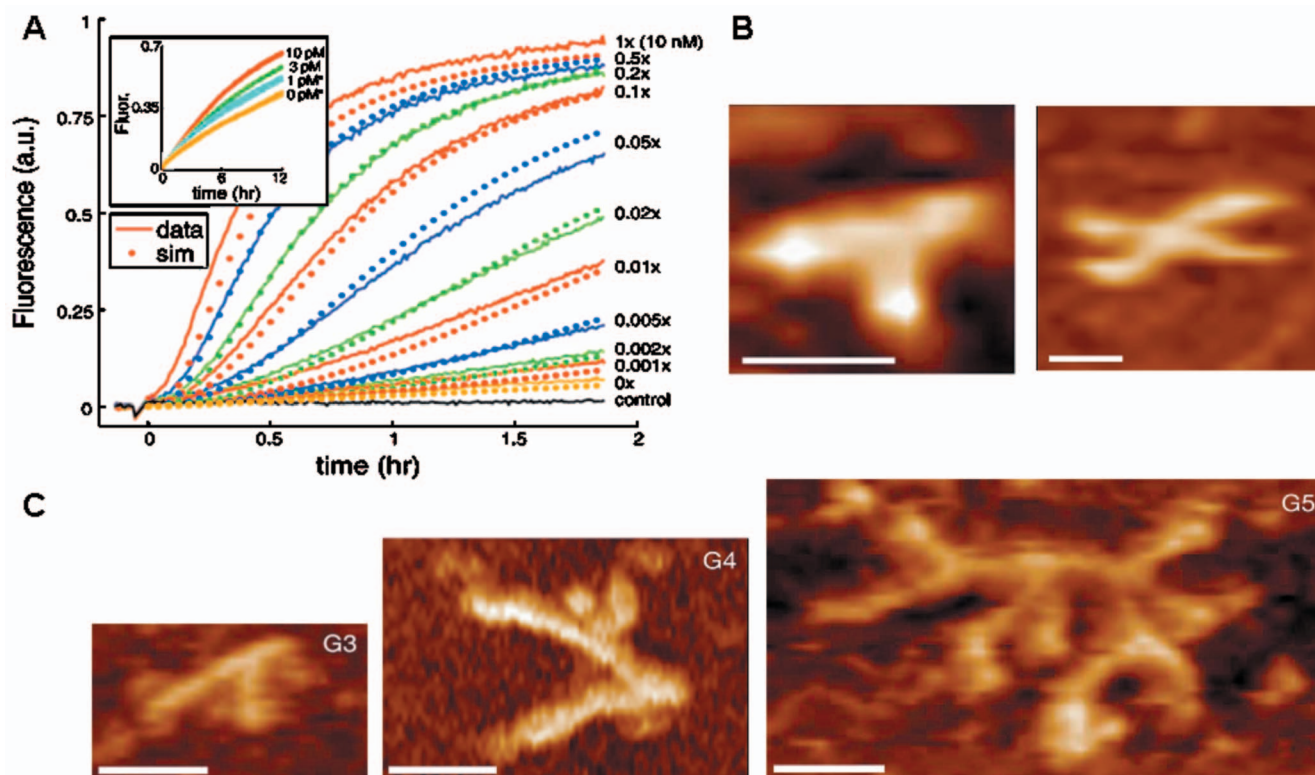 A
B
1
0.75
0.5
0.25
0
Fluorescence (a.u.)
0.7
0.35
0
Fluor.
0
6
12
time (hr)
10 pM
3 pM
1 pM*
0 pM*
data
sim
1x (10 nM)
0.5x
0.2x
0.1x
0.05x
0.02x
0.01x
0.005x
0.002x
0.001x
0x
control
0
0.5
1
1.5
2
time (hr)
C
G3
G4
G5